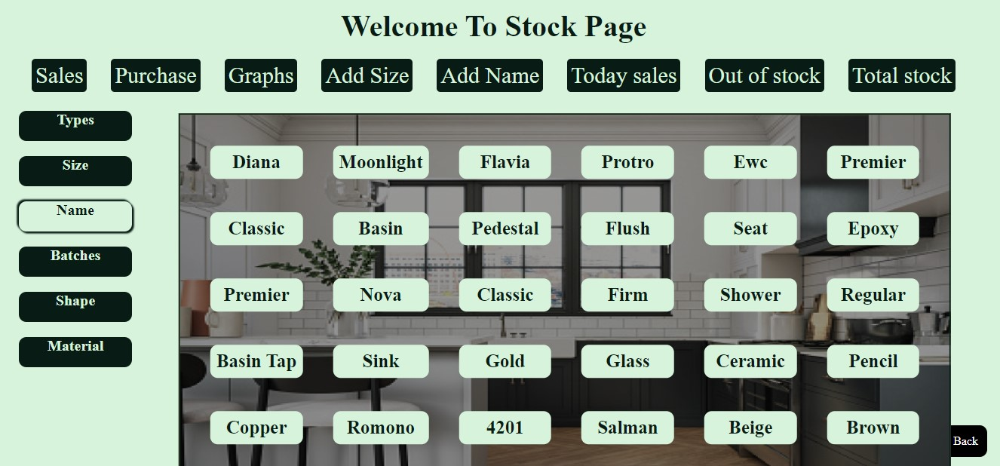 Welcome To Stock Page
Sales Purchase Graphs Add Size Add Name Today sales Out of stock Total stock
Types
Size
Name
Batches
Shape
Material
Diana Moonlight Flavia Protro Ewc Premier
Classic Basin Pedestal Flush Seat Epoxy
Premier Nova Classic Firm Shower Regular
Basin Tap Sink Gold Glass Ceramic Pencil
Copper Romono 4201 Salman Beige Brown
Back